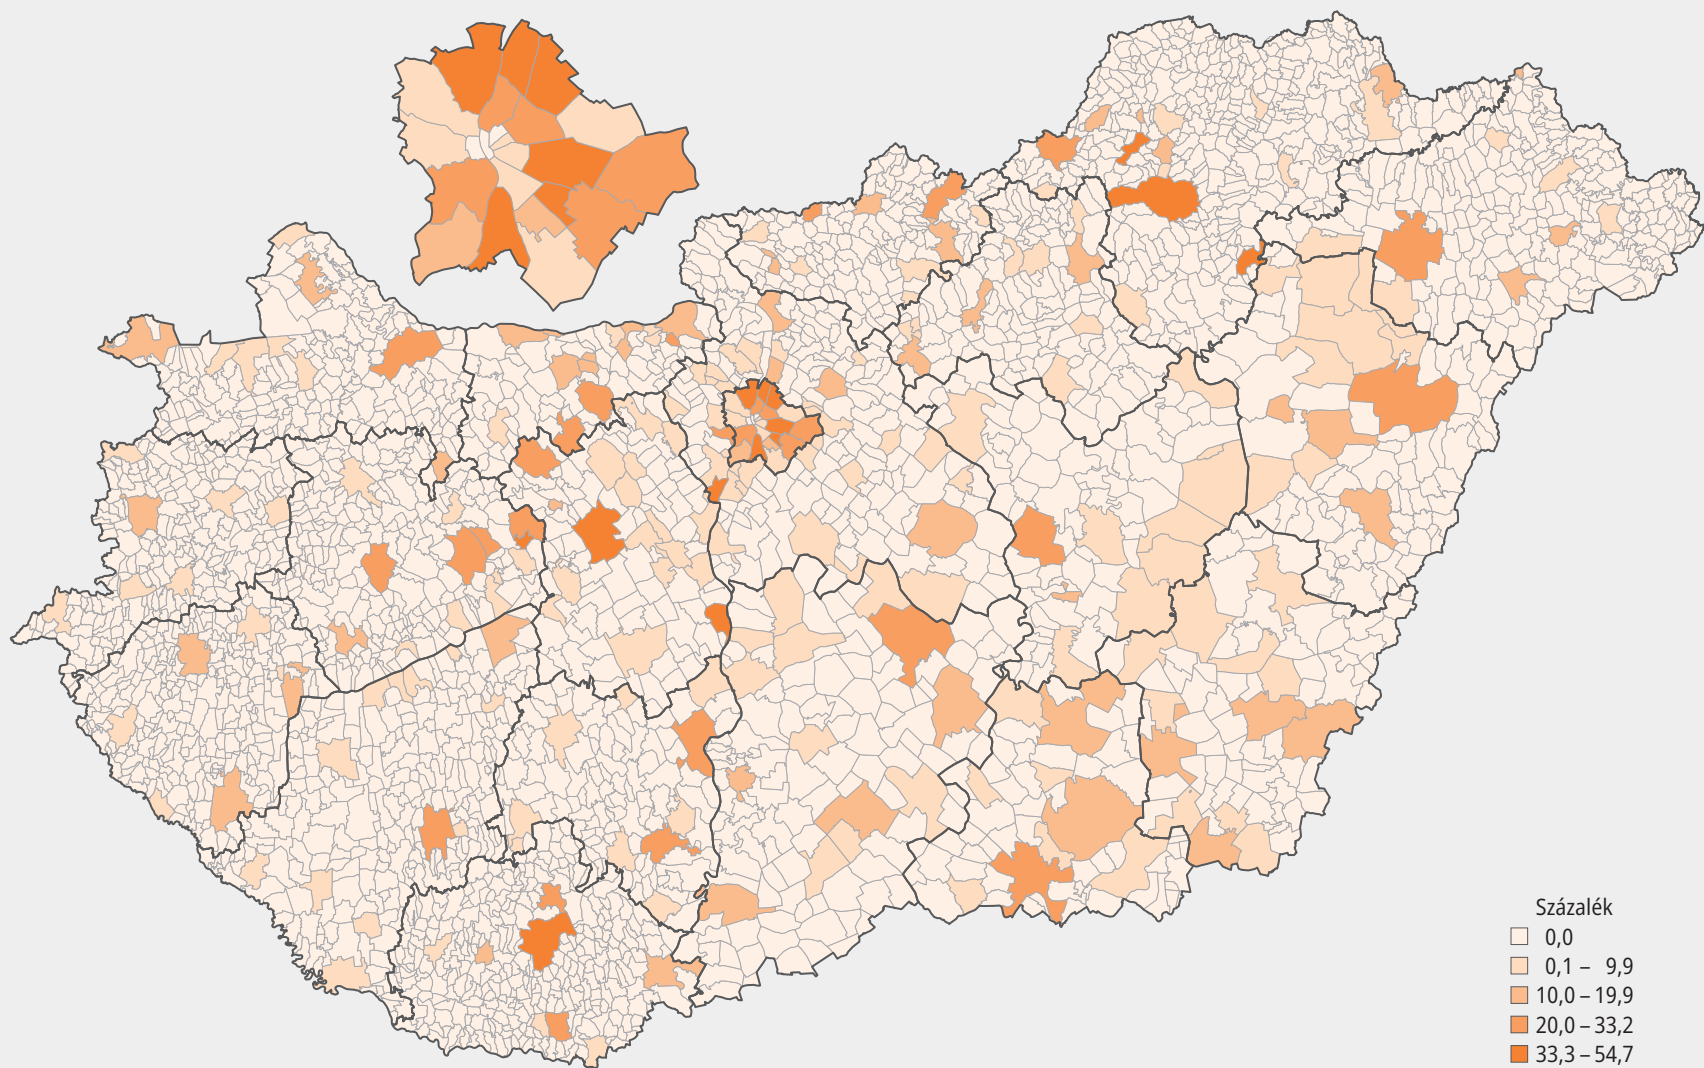 Százalék
0,0
0,1 – 9,9
10,0 – 19,9
20,0 – 33,2
33,3 – 54,7